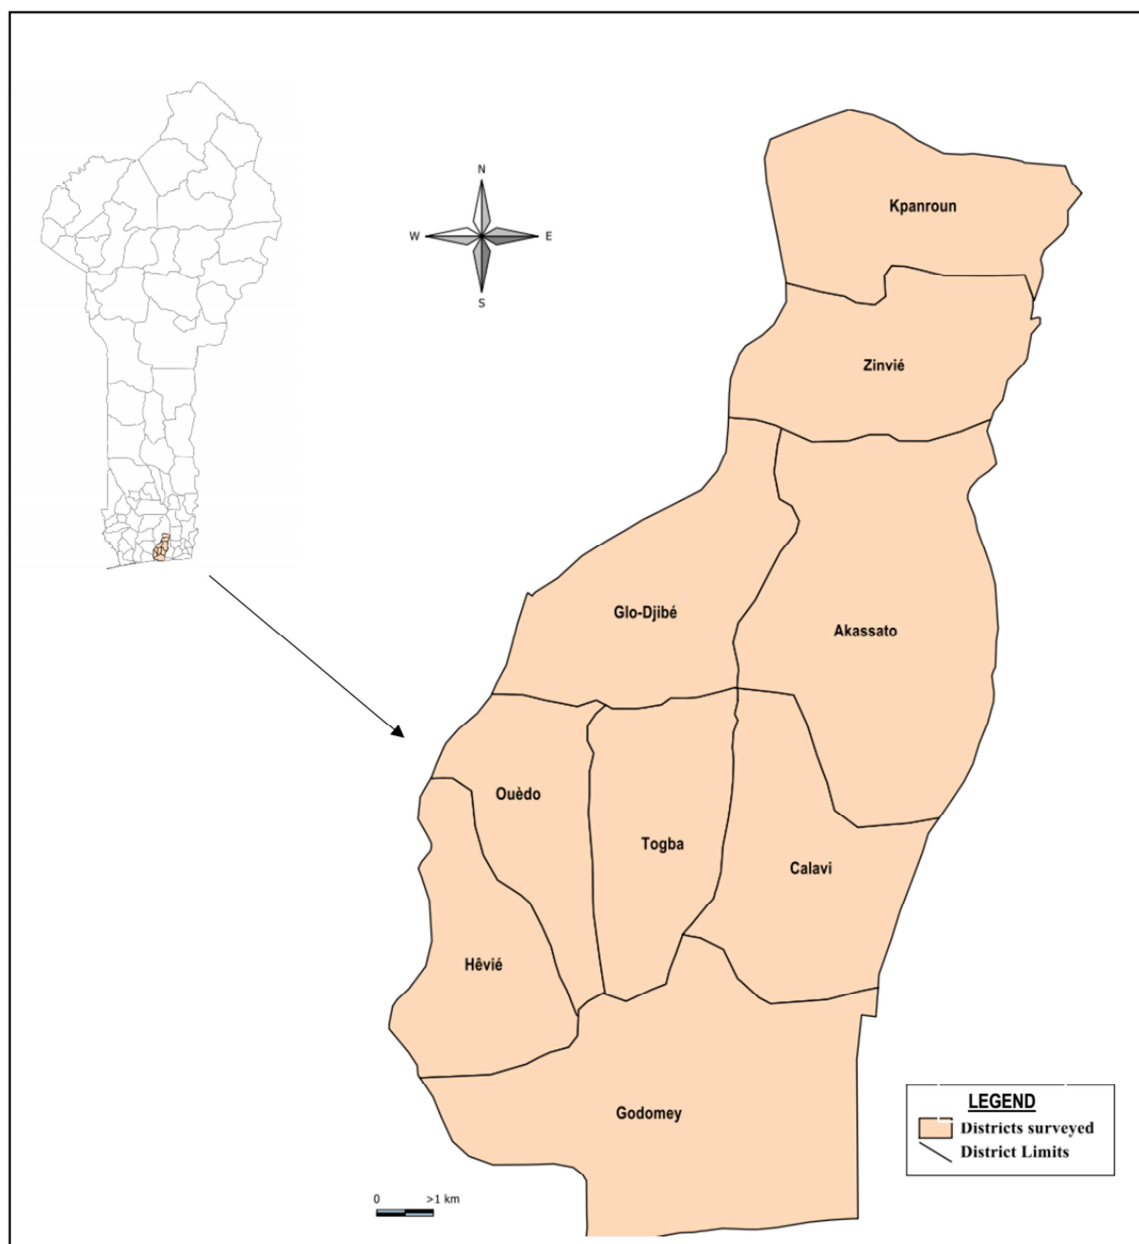 N
W E
S
Kpanroun
Zinvié
Glo-Djibé
Akassato
Ouèdo
Togba
Calavi
Hêvié
Godomey
LEGEND
Districts surveyed
District Limits
0 >1 km